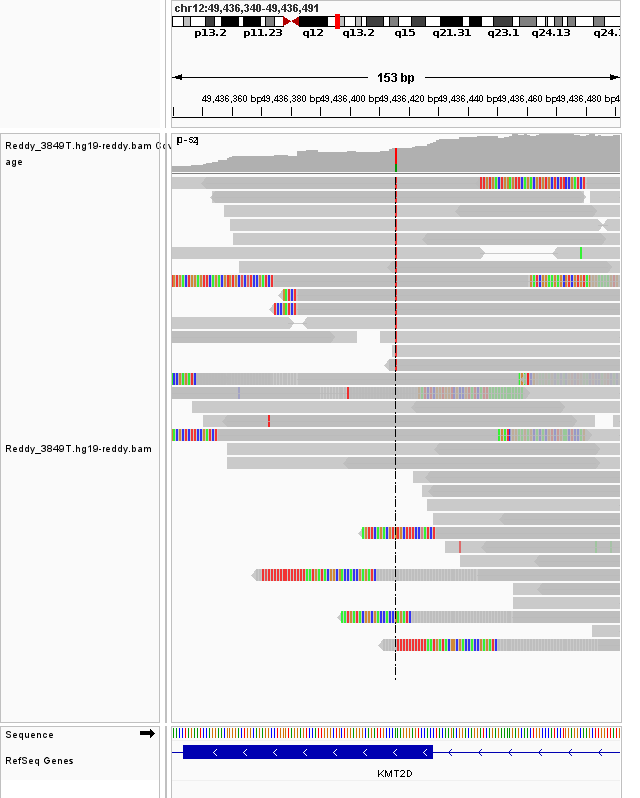 chr12:49,436,340-49,436,491
p13.2 p11.23 q12 q13.2 q15 q21.31 q23.1 q24.13 q24.
153 bp
49,436,360 bp 49,436,380 bp 49,436,400 bp 49,436,420 bp 49,436,440 bp 49,436,460 bp 49,436,480 bp
Reddy_3849T.hg19-reddy.bam Cov
age
[0-52]
Reddy_3849T.hg19-reddy.bam
Sequence
RefSeq Genes
KMT2D